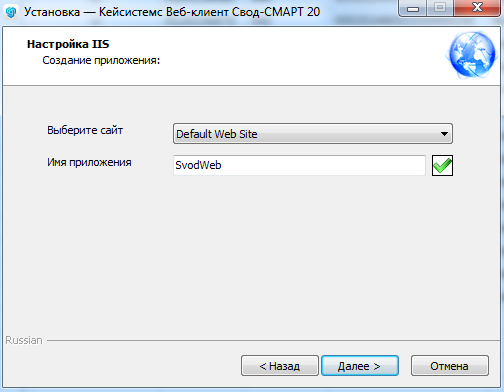 Установка — Кейсистемс Веб-клиент Свод-СМАРТ 20
Настройка IIS
Создание приложения:
Выберите сайт
Default Web Site
Имя приложения
SvodWeb
Russian
< Назад
Далее >
Отмена